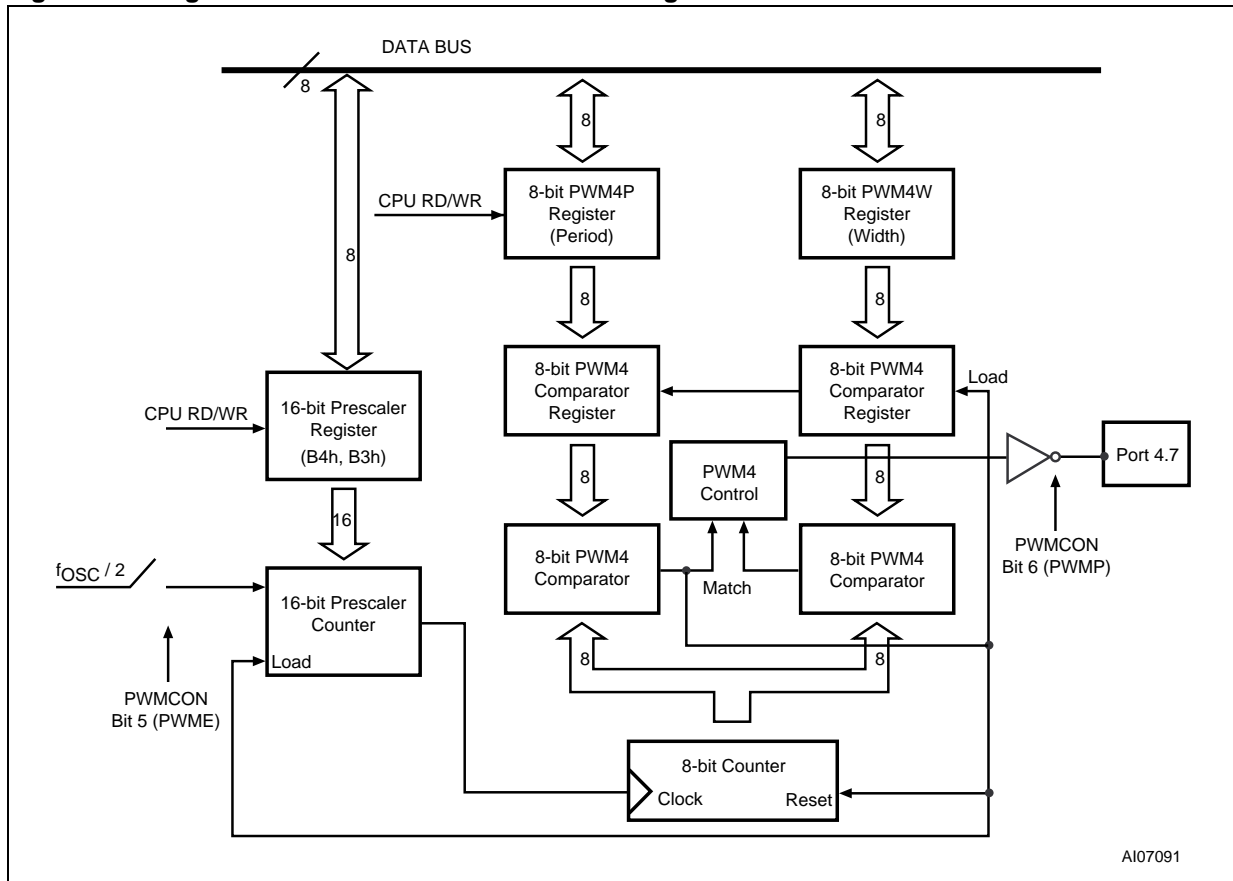 DATA BUS
8
8
8
8
CPU RD/WR
8-bit PWM4P
Register
(Period)
8-bit PWM4W
Register
(Width)
8
8
CPU RD/WR
16-bit Prescaler
Register
(B4h, B3h)
8-bit PWM4
Comparator
Register
8-bit PWM4
Comparator
Register
Load
16
8
8
PWM4
Control
Port 4.7
fOSC / 2
16-bit Prescaler
Counter
Load
8-bit PWM4
Comparator
Match
8-bit PWM4
Comparator
PWMCON
Bit 6 (PWMP)
PWMCON
Bit 5 (PWME)
8
8
8-bit Counter
Clock
Reset
AI07091